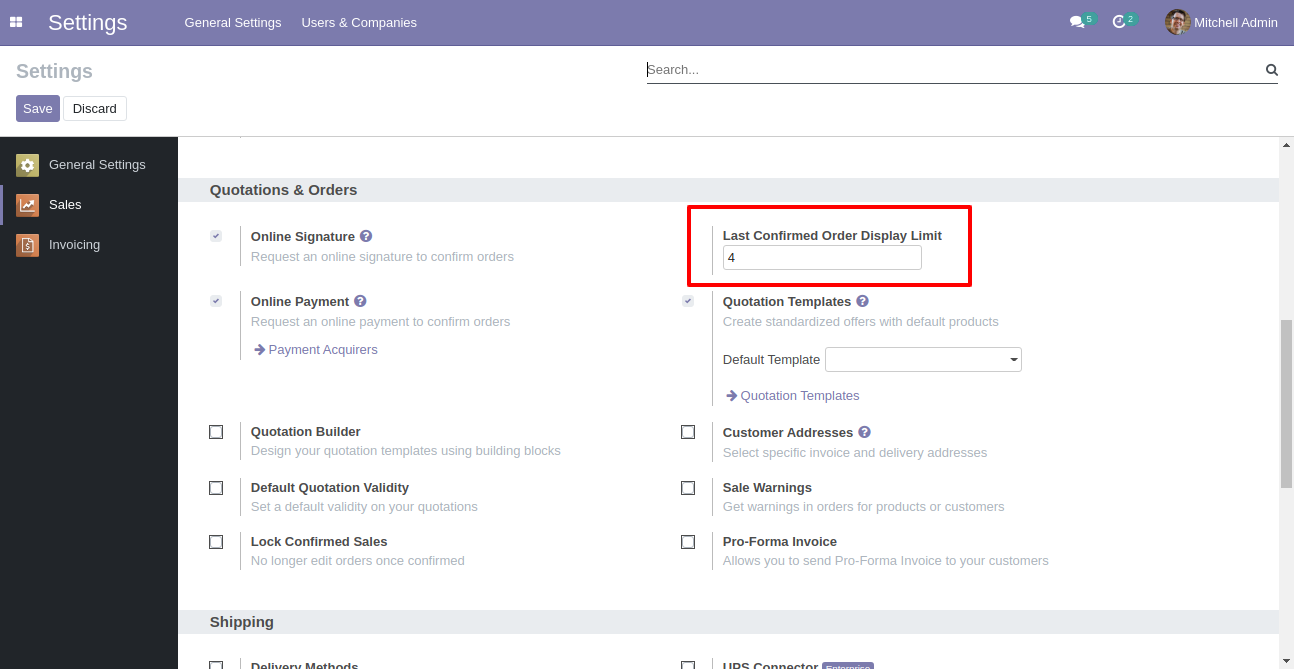 Settings
General Settings
Users & Companies
5
2
Mitchell Admin
Settings
Search...
Save
Discard
General Settings
Sales
Invoicing
Quotations & Orders
Online Signature ?
Request an online signature to confirm orders
Last Confirmed Order Display Limit
4
Online Payment ?
Request an online payment to confirm orders
Payment Acquirers
Quotation Templates ?
Create standardized offers with default products
Default Template
Quotation Templates
Quotation Builder
Design your quotation templates using building blocks
Customer Addresses ?
Select specific invoice and delivery addresses
Default Quotation Validity
Set a default validity on your quotations
Sale Warnings
Get warnings in orders for products or customers
Lock Confirmed Sales
No longer edit orders once confirmed
Pro-Forma Invoice
Allows you to send Pro-Forma Invoice to your customers
Shipping
Delivery Methods
UPS Connector Enterprise